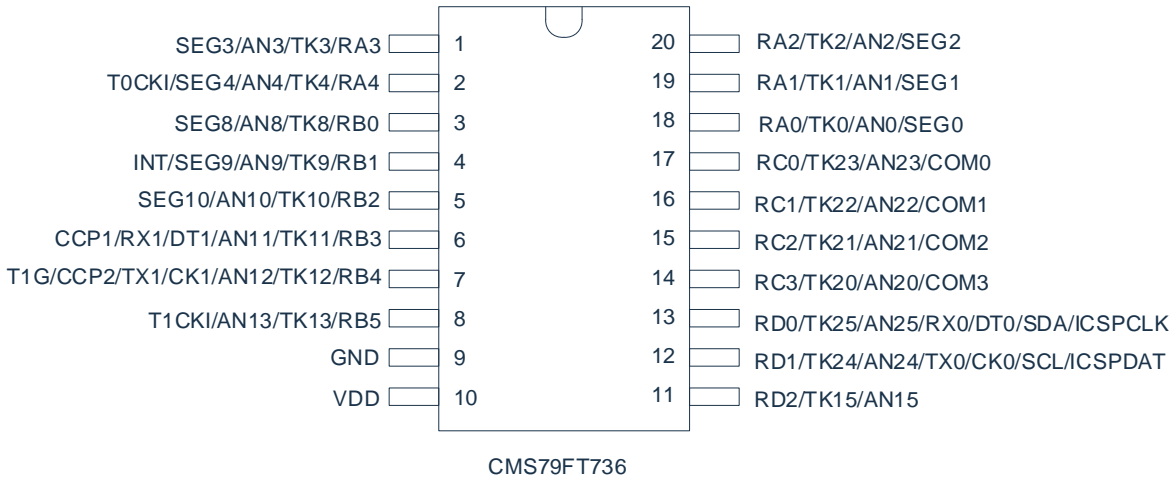 SEG3/AN3/TK3/RA3 1 20 RA2/TK2/AN2/SEG2
T0CKI/SEG4/AN4/TK4/RA4 2 19 RA1/TK1/AN1/SEG1
SEG8/AN8/TK8/RB0 3 18 RA0/TK0/AN0/SEG0
INT/SEG9/AN9/TK9/RB1 4 17 RC0/TK23/AN23/COM0
SEG10/AN10/TK10/RB2 5 16 RC1/TK22/AN22/COM1
CCP1/RX1/DT1/AN11/TK11/RB3 6 15 RC2/TK21/AN21/COM2
T1G/CCP2/TX1/CK1/AN12/TK12/RB4 7 14 RC3/TK20/AN20/COM3
T1CKI/AN13/TK13/RB5 8 13 RD0/TK25/AN25/RX0/DT0/SDA/ICSPCLK
GND 9 12 RD1/TK24/AN24/TX0/CK0/SCL/ICSPDAT
VDD 10 11 RD2/TK15/AN15
CMS79FT736